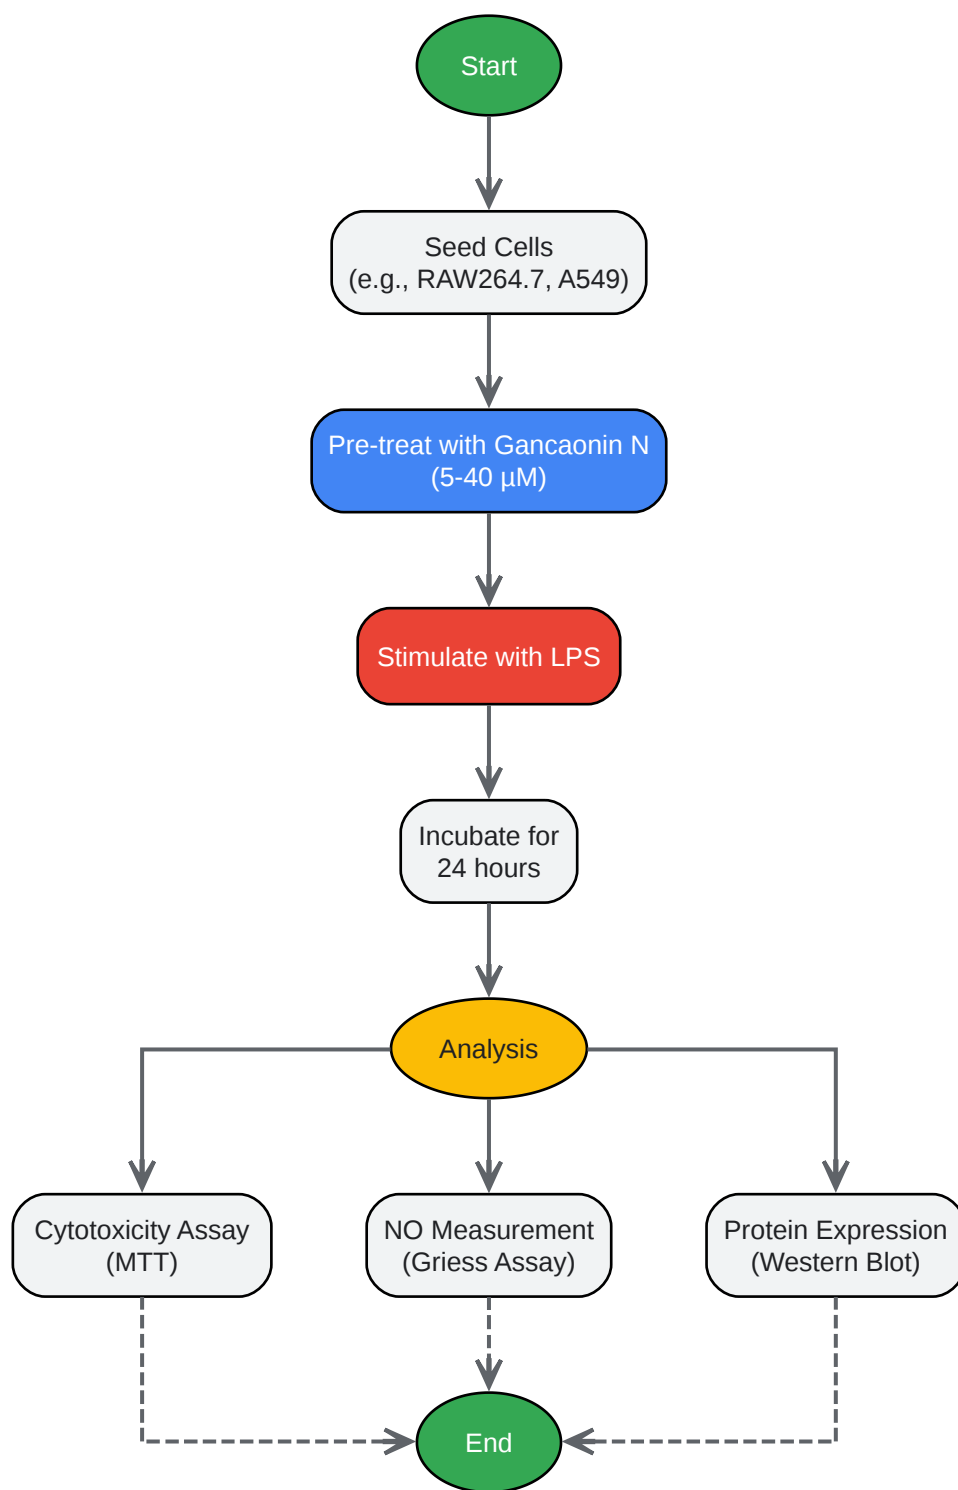 Start
Seed Cells
(e.g., RAW264.7, A549)
Pre-treat with Gancaonin N
(5-40 µM)
Stimulate with LPS
Incubate for
24 hours
Analysis
Cytotoxicity Assay
(MTT)
NO Measurement
(Griess Assay)
Protein Expression
(Western Blot)
End